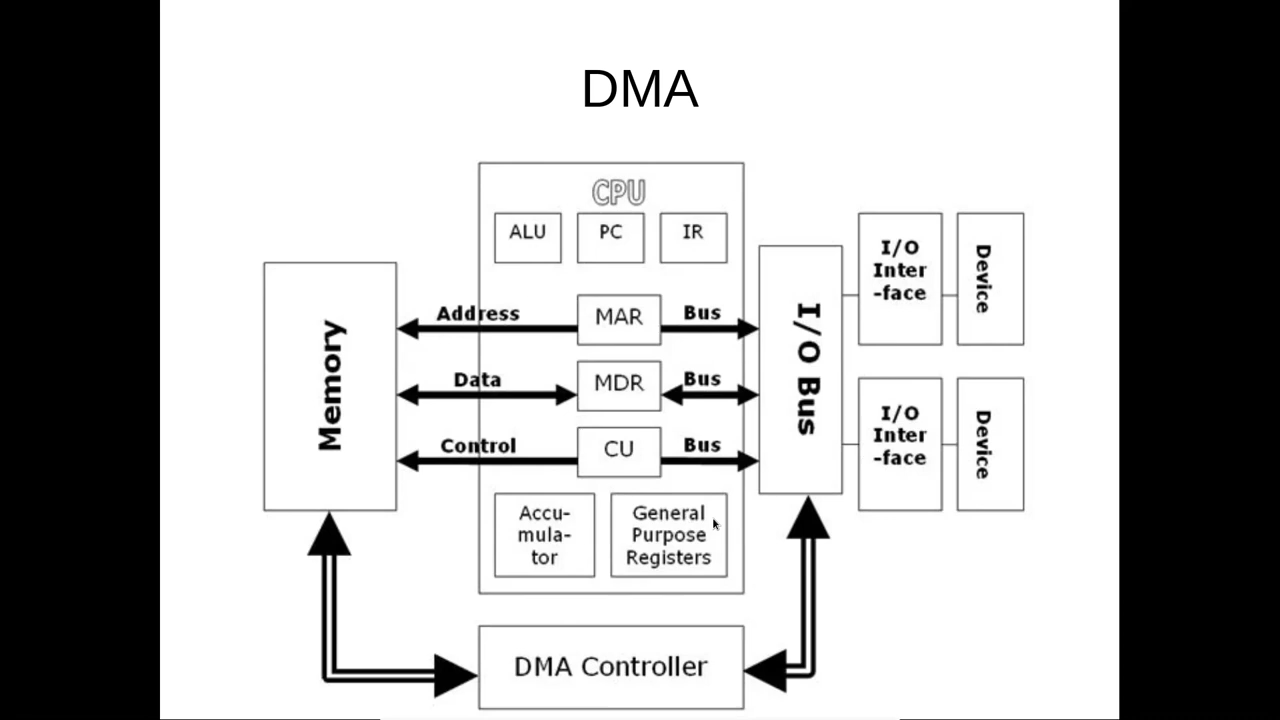 DMA
CPU
ALU
PC
IR
Memory
Address
MAR
Bus
Data
MDR
Bus
Control
CU
Bus
Accu-
mula-
tor
General
Purpose
Registers
I/O Bus
I/O
Inter
-face
Device
I/O
Inter
-face
Device
DMA Controller